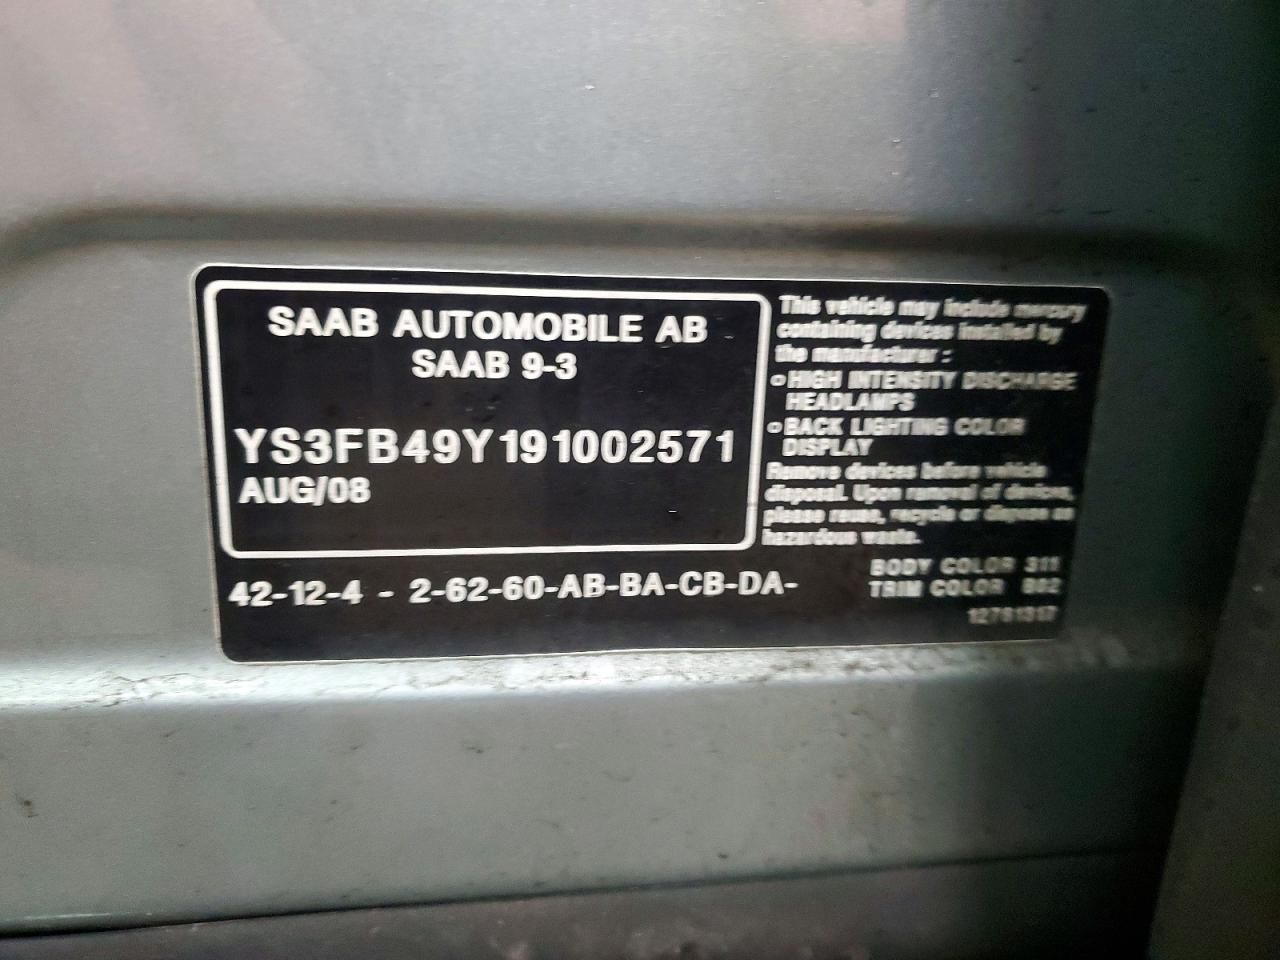 SAAB AUTOMOBILE AB
SAAB 9-3
YS3FB49Y191002571
AUG/08
42-12-4 - 2-62-60-AB-BA-CB-DA-
This vehicle may include mercury
containing devices installed by
the manufacturer :
o HIGH INTENSITY DISCHARGE
HEADLAMPS
o BACK LIGHTING COLOR
DISPLAY
Remove devices before vehicle
disposal. Upon removal of devices,
please reuse, recycle or dispose as
hazardous waste.
BODY COLOR 311
TRIM COLOR